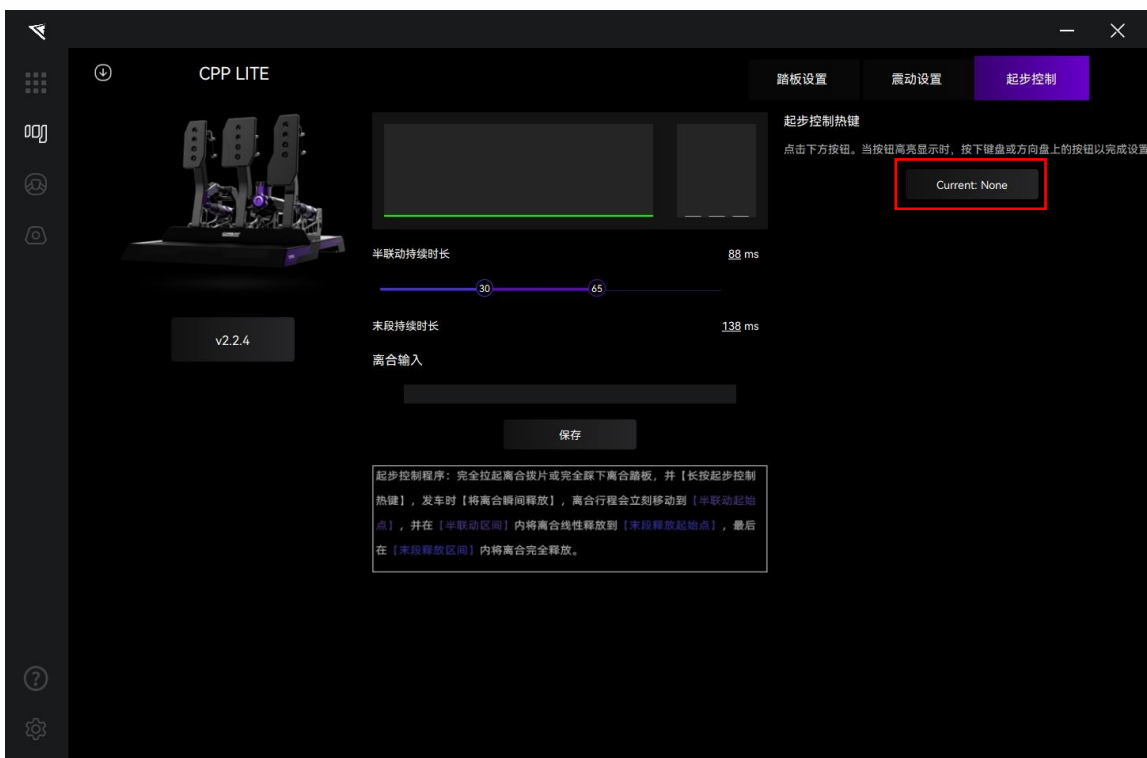 CPP LITE
踏板设置
震动设置
起步控制
起步控制热键
点击下方按钮。当按钮高亮显示时，按下键盘或方向盘上的按钮以完成设置
Current: None
半联动持续时长
88 ms
30
65
末段持续时长
138 ms
v2.2.4
离合输入
保存
起步控制程序：完全拉起离合拨片或完全踩下离合踏板，并【长按起步控制
热键】，发车时【将离合瞬间释放】，离合行程会立刻移动到【半联动起始
点】，并在【半联动区间】内将离合线性释放到【末段释放起始点】，最后
在【末段释放区间】内将离合完全释放。